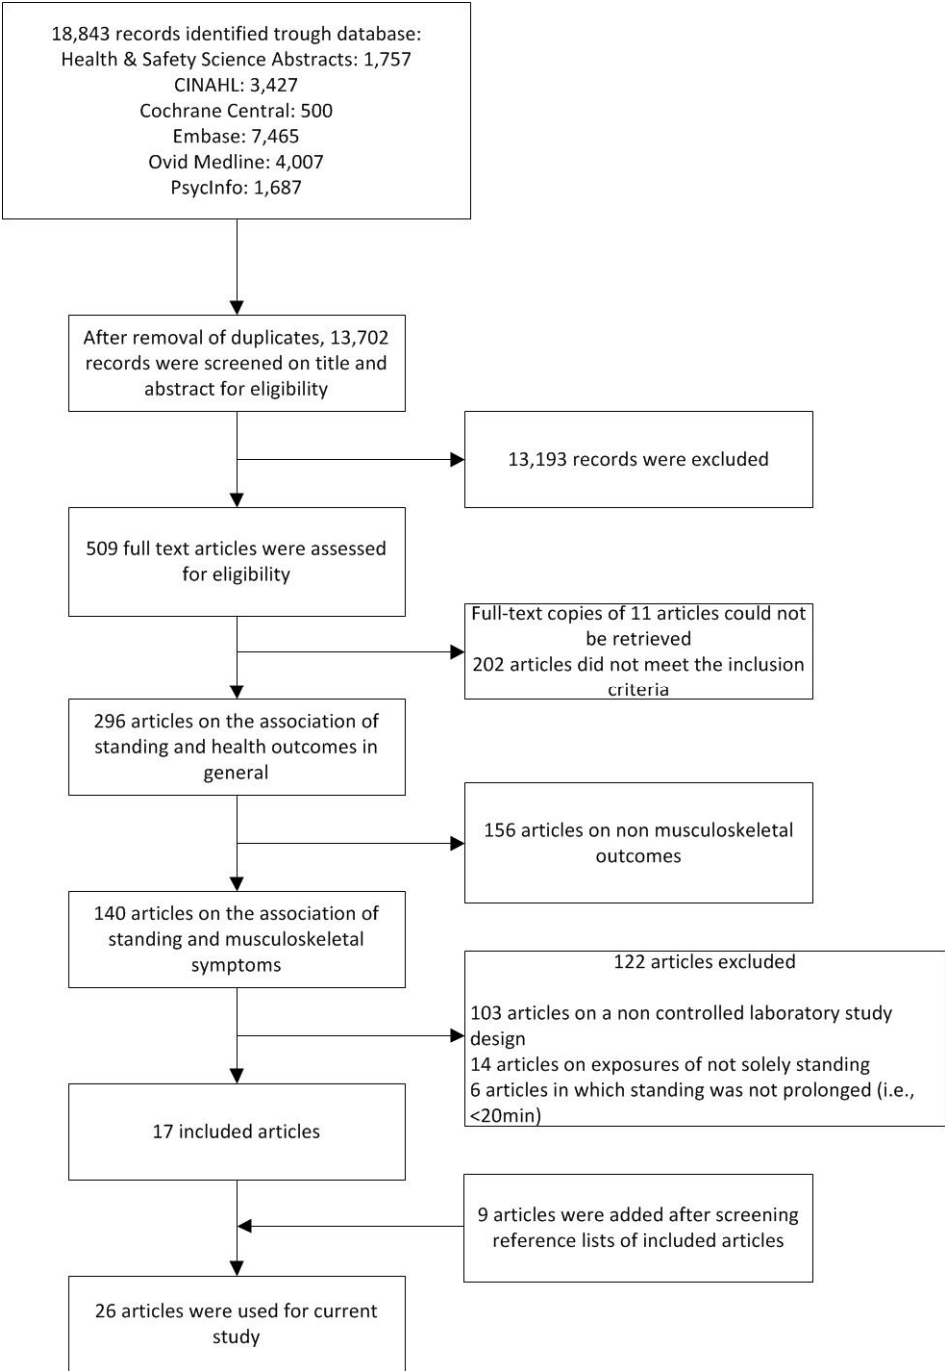 18,843 records identified trough database:
Health & Safety Science Abstracts: 1,757
CINAHL: 3,427
Cochrane Central: 500
Embase: 7,465
Ovid Medline: 4,007
PsycInfo: 1,687
After removal of duplicates, 13,702
records were screened on title and
abstract for eligibility
13,193 records were excluded
509 full text articles were assessed
for eligibility
Full-text copies of 11 articles could not
be retrieved
202 articles did not meet the inclusion
criteria
296 articles on the association of
standing and health outcomes in
general
156 articles on non musculoskeletal
outcomes
140 articles on the association of
standing and musculoskeletal
symptoms
122 articles excluded
103 articles on a non controlled laboratory study
design
14 articles on exposures of not solely standing
6 articles in which standing was not prolonged (i.e.,
<20min)
17 included articles
9 articles were added after screening
reference lists of included articles
26 articles were used for current
study